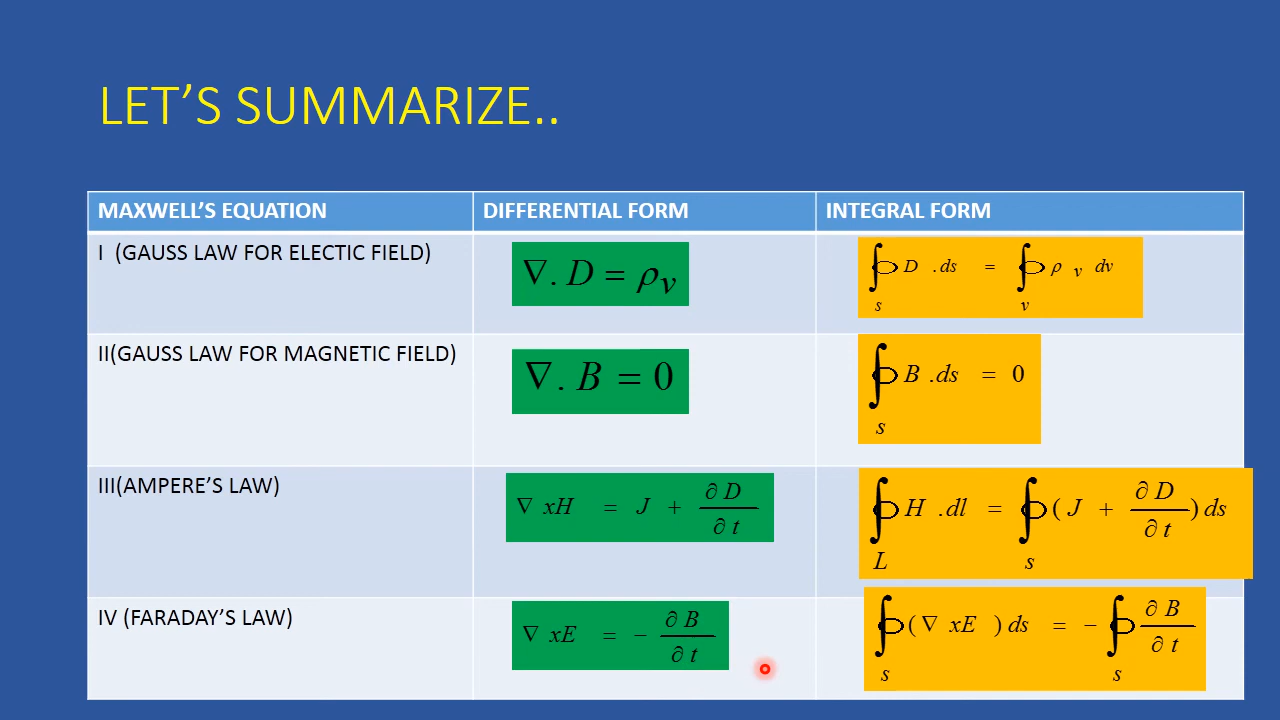 LET'S SUMMARIZE..
MAXWELL'S EQUATION DIFFERENTIAL FORM INTEGRAL FORM
I (GAUSS LAW FOR ELECTIC FIELD) ∇. D = ρᵥ ∮ₛ D .ds = ∮ᵥ ρ ᵥ dv
II(GAUSS LAW FOR MAGNETIC FIELD) ∇. B = 0 ∮ₛ B .ds = 0
III(AMPERE'S LAW) ∇ xH = J + ∂ D / ∂ t ∮_L H .dl = ∮ₛ ( J + ∂ D / ∂ t ) ds
IV (FARADAY'S LAW) ∇ xE = − ∂ B / ∂ t ∮ₛ (∇ xE ) ds = − ∮ₛ ∂ B / ∂ t